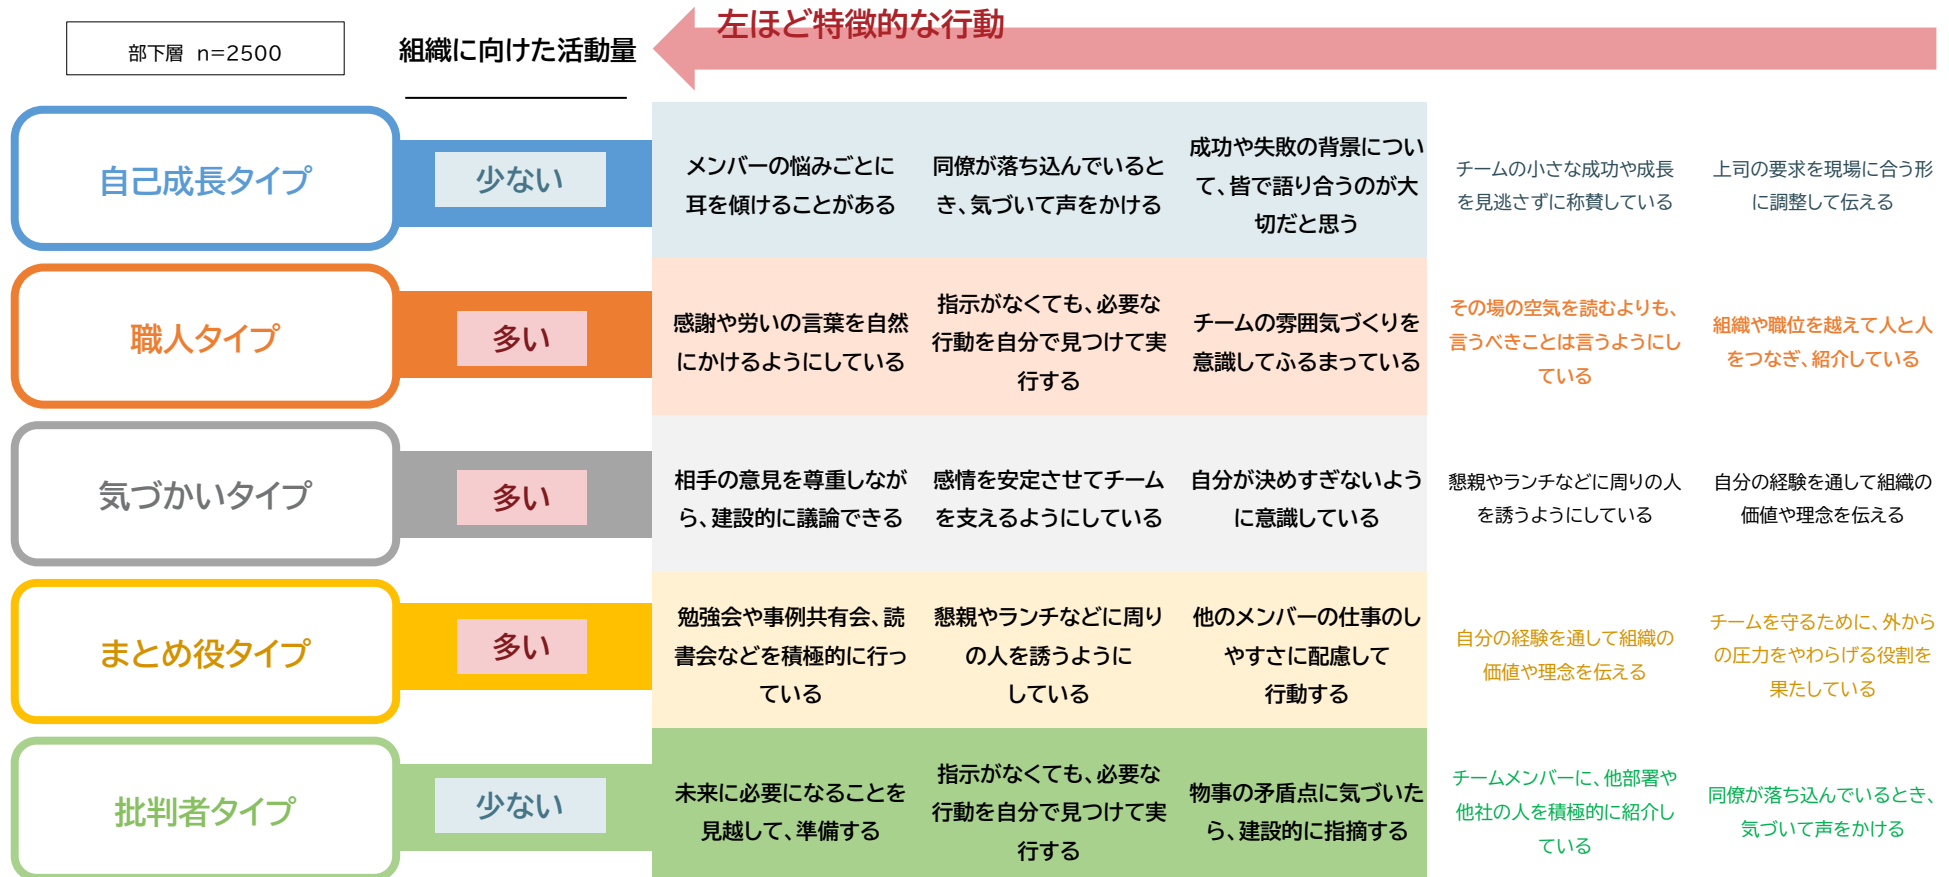 部下層 n=2500
組織に向けた活動量
左ほど特徴的な行動
自己成長タイプ
少ない
メンバーの悩みごとに
耳を傾けることがある
同僚が落ち込んでいると
き、気づいて声をかける
成功や失敗の背景につい
て、皆で語り合うのが大
切だと思う
チームの小さな成功や成長
を見逃さずに称賛している
上司の要求を現場に合う形
に調整して伝える
職人タイプ
多い
感謝や労いの言葉を自然
にかけるようにしている
指示がなくても、必要な
行動を自分で見つけて実
行する
チームの雰囲気づくりを
意識してふるまっている
その場の空気を読むよりも、
言うべきことは言うようにし
ている
組織や職位を越えて人と人
をつなぎ、紹介している
気づかいタイプ
多い
相手の意見を尊重しなが
ら、建設的に議論できる
感情を安定させてチーム
を支えるようにしている
自分が決めすぎないよう
に意識している
懇親やランチなどに周りの人
を誘うようにしている
自分の経験を通して組織の
価値や理念を伝える
まとめ役タイプ
多い
勉強会や事例共有会、読
書会などを積極的に行っ
ている
懇親やランチなどに周り
の人を誘うように
している
他のメンバーの仕事のし
やすさに配慮して
行動する
自分の経験を通して組織の
価値や理念を伝える
チームを守るために、外から
の圧力をやわらげる役割を
果たしている
批判者タイプ
少ない
未来に必要になることを
見越して、準備する
指示がなくても、必要な
行動を自分で見つけて実
行する
物事の矛盾点に気づいた
ら、建設的に指摘する
チームメンバーに、他部署や
他社の人を積極的に紹介し
ている
同僚が落ち込んでいるとき、
気づいて声をかける